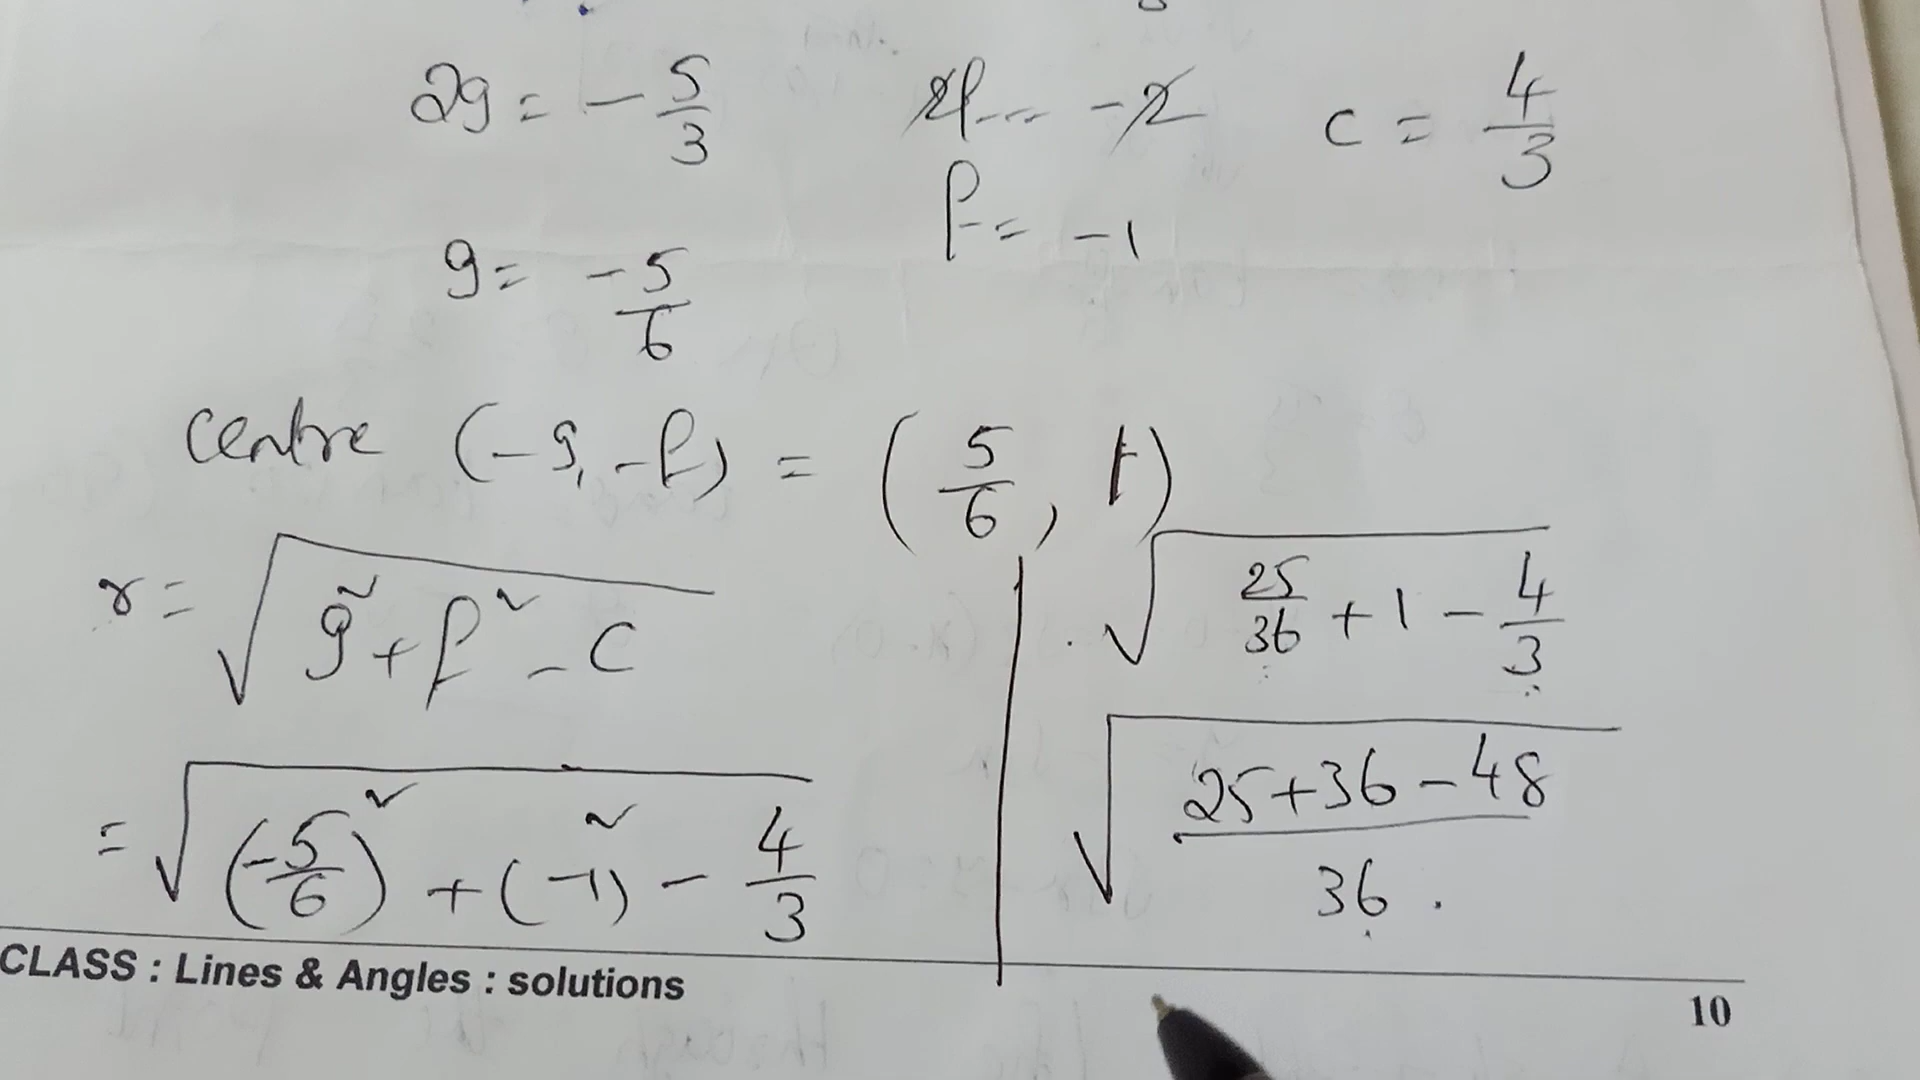 2g = -5/3    2f = -2    c = 4/3
f = -1
g = -5/6
centre (-g, -f) = (5/6, 1)
r = √(g² + f² - c)
= √((-5/6)² + (-1)² - 4/3)
√(25/36 + 1 - 4/3)
√((25+36-48)/36)
CLASS : Lines & Angles : solutions
10